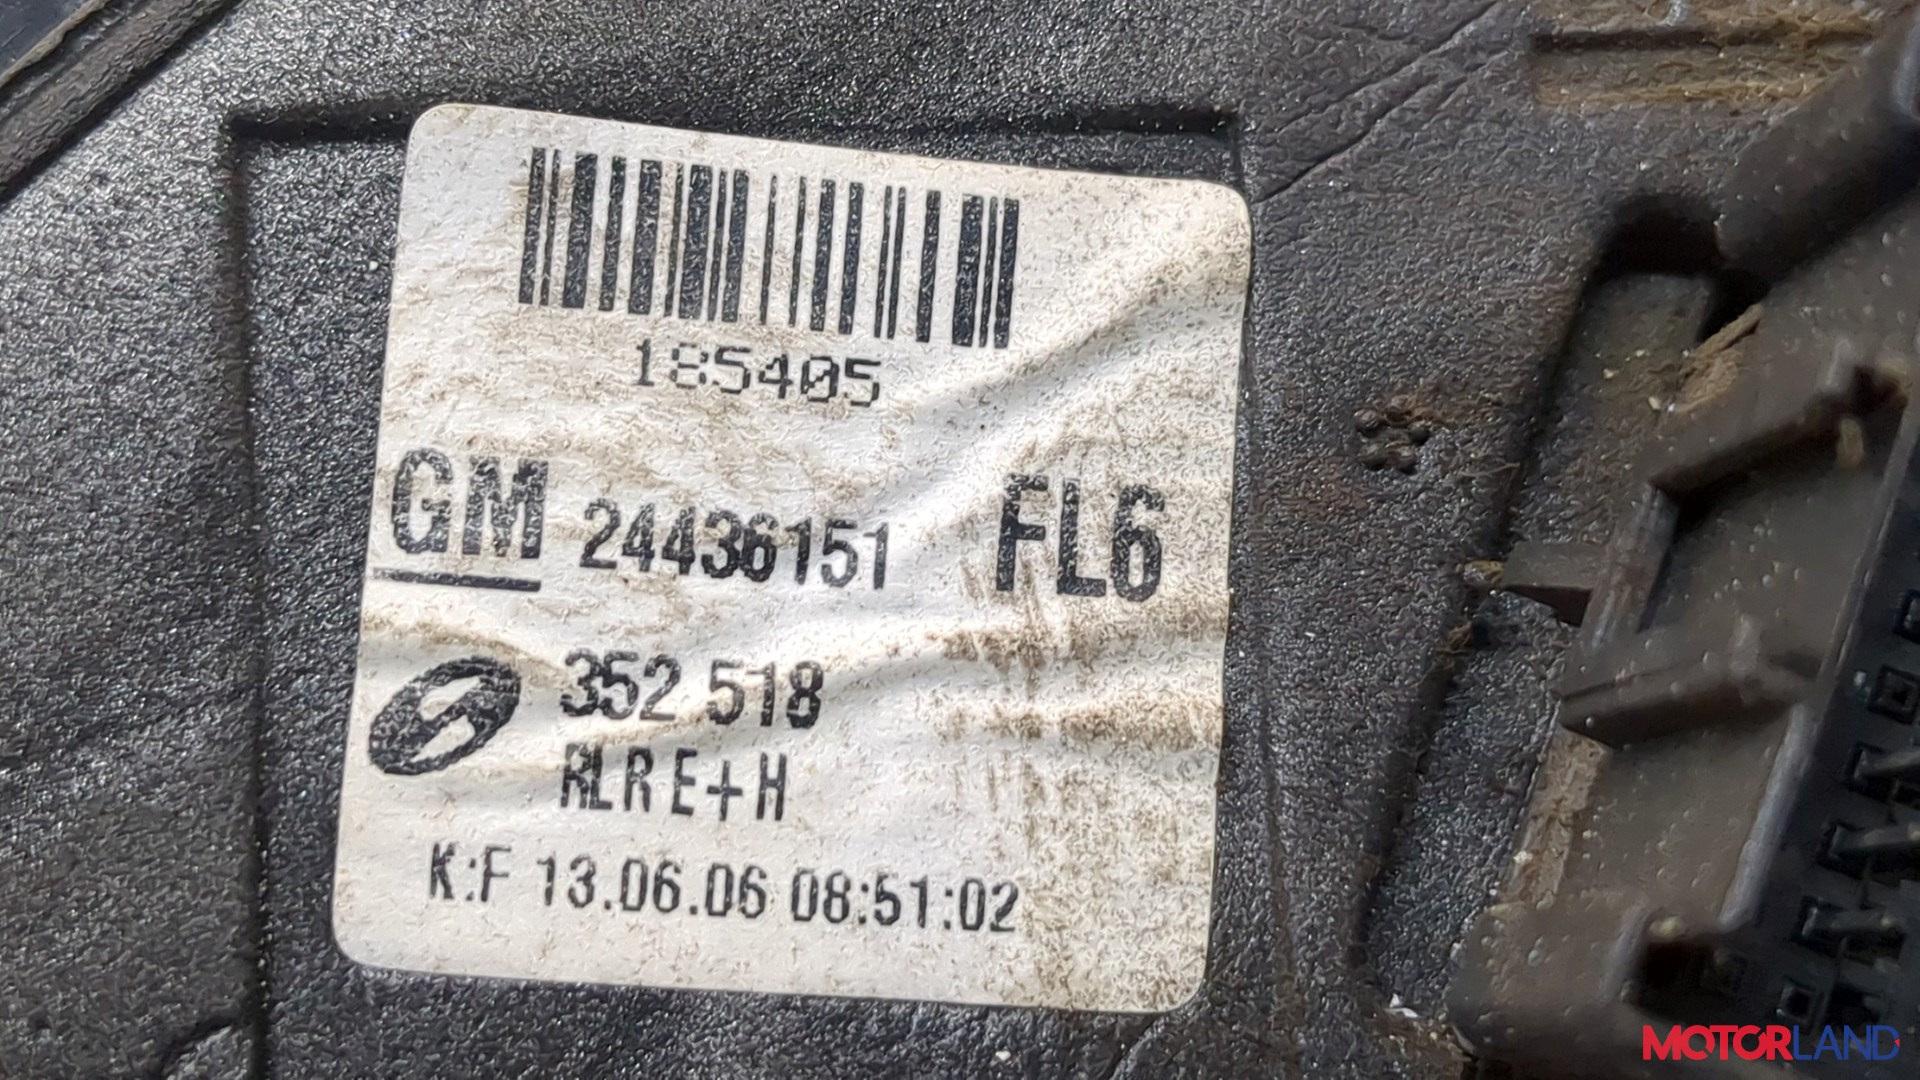 185405
GM 24436151 FL6
352 518
RLR E+H
K:F 13.06.06 08:51:02
MOTORLAND